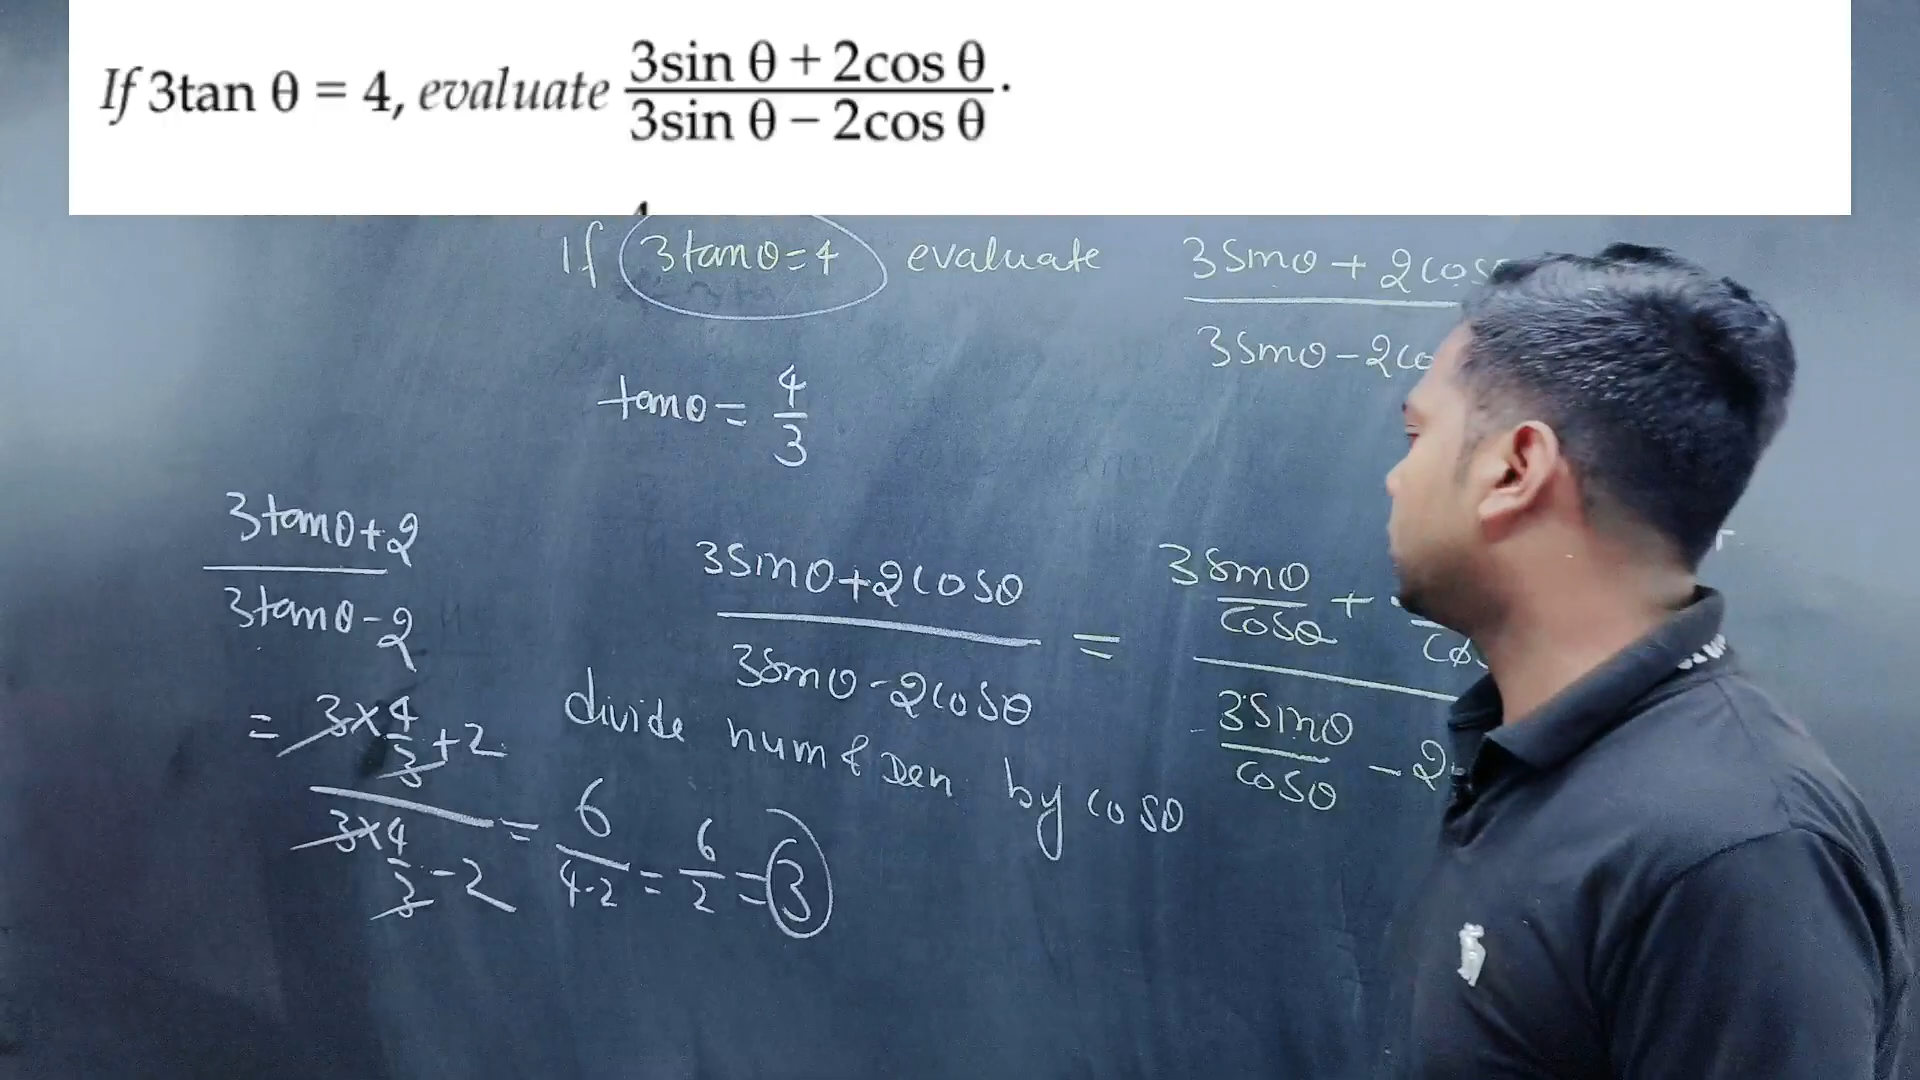 If 3tan θ = 4, evaluate (3sin θ + 2cos θ)/(3sin θ − 2cos θ).
If 3tanθ=4 evaluate
3sinθ + 2cos
3sinθ - 2co
tanθ = 4/3
3tanθ+2
3tanθ-2
= 3×4/3+2
3×4/3-2
= 6/4-2 = 6/2 = 3
3sinθ+2cosθ
3sinθ-2cosθ
=
divide num & Den by cosθ
3sinθ/cosθ +
3sinθ/cosθ - 2